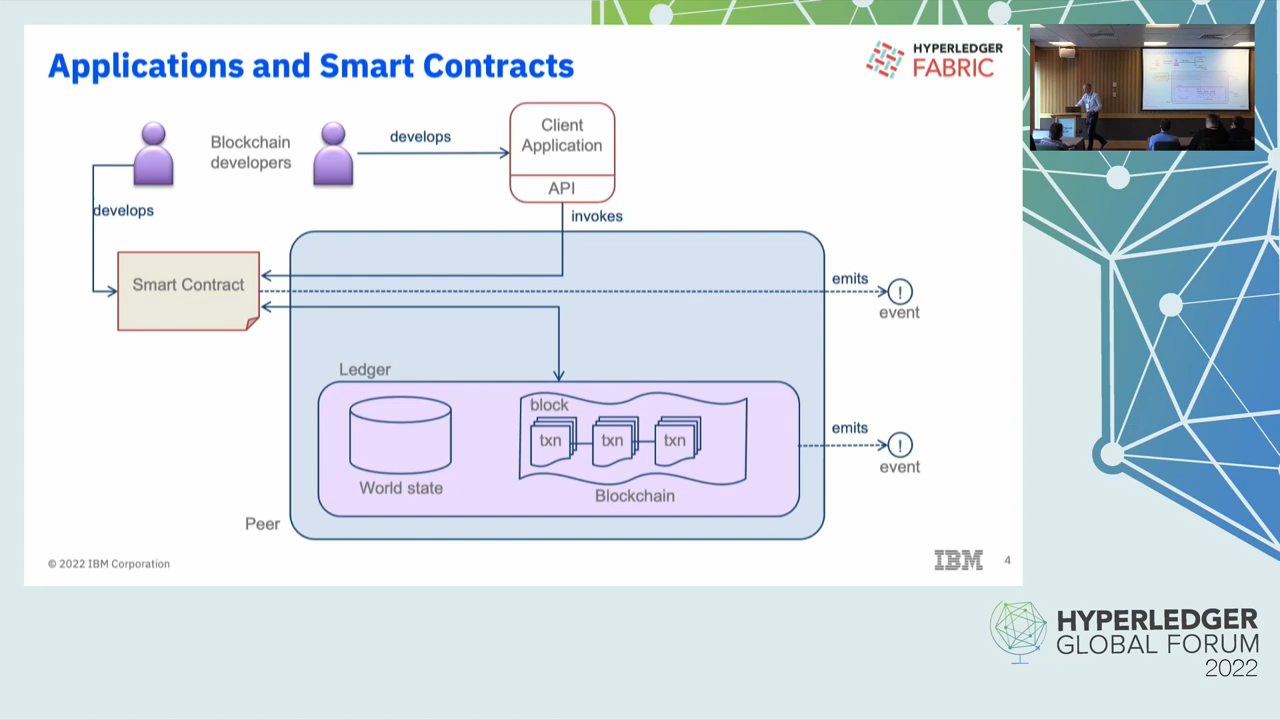 Applications and Smart Contracts
HYPERLEDGER
FABRIC
Blockchain
developers
develops
Client
Application
API
develops
invokes
Smart Contract
emits
event
Ledger
block
txn
txn
txn
World state
Blockchain
emits
event
Peer
© 2022 IBM Corporation
IBM
4
HYPERLEDGER
GLOBAL FORUM
2022